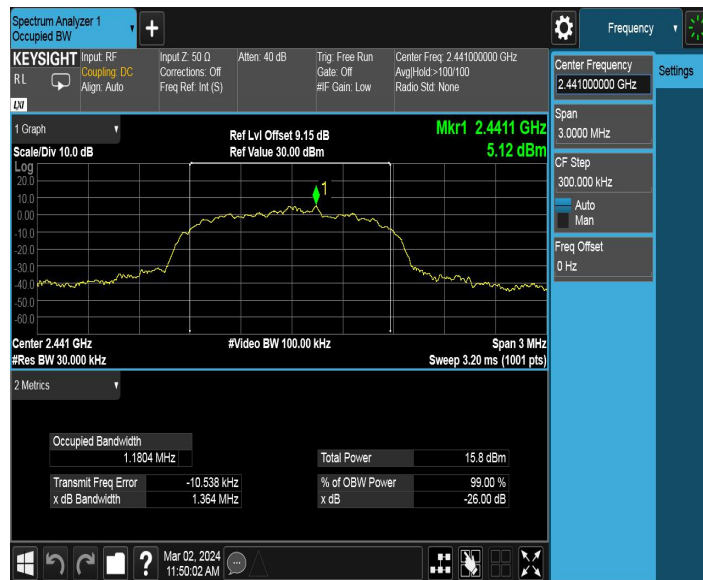 Spectrum Analyzer 1
Occupied BW
+
Frequency
KEYSIGHT
RL
LXI
Input: RF
Coupling: DC
Align: Auto
Input Z: 50 Ω
Corrections: Off
Freq Ref: Int (S)
Atten: 40 dB
Trig: Free Run
Gate: Off
#IF Gain: Low
Center Freq: 2.441000000 GHz
Avg|Hold:>100/100
Radio Std: None
Center Frequency
2.441000000 GHz
Settings
Span
3.0000 MHz
CF Step
300.000 kHz
Auto
Man
Freq Offset
0 Hz
1 Graph
Scale/Div 10.0 dB
Ref Lvl Offset 9.15 dB
Ref Value 30.00 dBm
Mkr1 2.4411 GHz
5.12 dBm
Log
20.0
10.0
0.00
-10.0
-20.0
-30.0
-40.0
-50.0
-60.0
1
Center 2.441 GHz
#Video BW 100.00 kHz
Span 3 MHz
#Res BW 30.000 kHz
Sweep 3.20 ms (1001 pts)
2 Metrics
Occupied Bandwidth
1.1804 MHz
Total Power 15.8 dBm
Transmit Freq Error -10.538 kHz
% of OBW Power 99.00 %
x dB Bandwidth 1.364 MHz
x dB -26.00 dB
?
Mar 02, 2024
11:50:02 AM